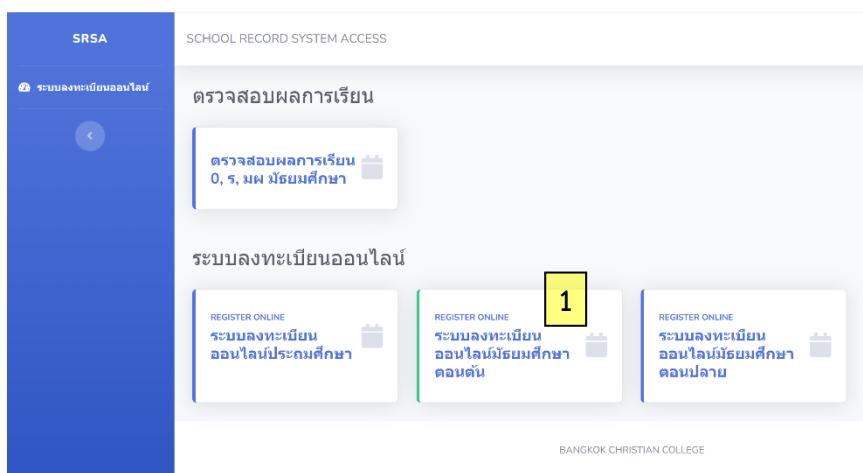 SRSA
SCHOOL RECORD SYSTEM ACCESS
ระบบลงทะเบียนออนไลน์
ตรวจสอบผลการเรียน
ตรวจสอบผลการเรียน
0, ร, มผ มัธยมศึกษา
ระบบลงทะเบียนออนไลน์
1
REGISTER ONLINE
ระบบลงทะเบียน
ออนไลน์ประถมศึกษา
REGISTER ONLINE
ระบบลงทะเบียน
ออนไลน์มัธยมศึกษา
ตอนต้น
REGISTER ONLINE
ระบบลงทะเบียน
ออนไลน์มัธยมศึกษา
ตอนปลาย
BANGKOK CHRISTIAN COLLEGE